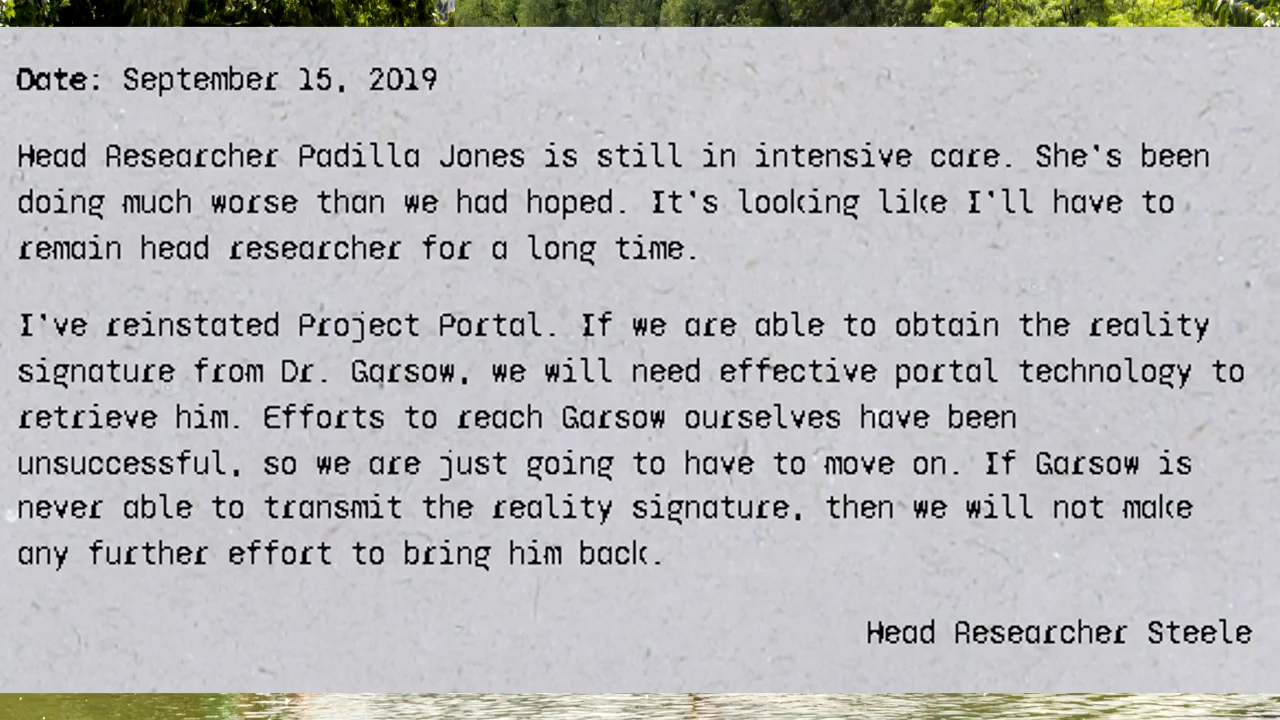 Date: September 15, 2019
Head Researcher Padilla Jones is still in intensive care. She's been
doing much worse than we had hoped. It's looking like I'll have to
remain head researcher for a long time.
I've reinstated Project Portal. If we are able to obtain the reality
signature from Dr. Garsow, we will need effective portal technology to
retrieve him. Efforts to reach Garsow ourselves have been
unsuccessful, so we are just going to have to move on. If Garsow is
never able to transmit the reality signature, then we will not make
any further effort to bring him back.
Head Researcher Steele